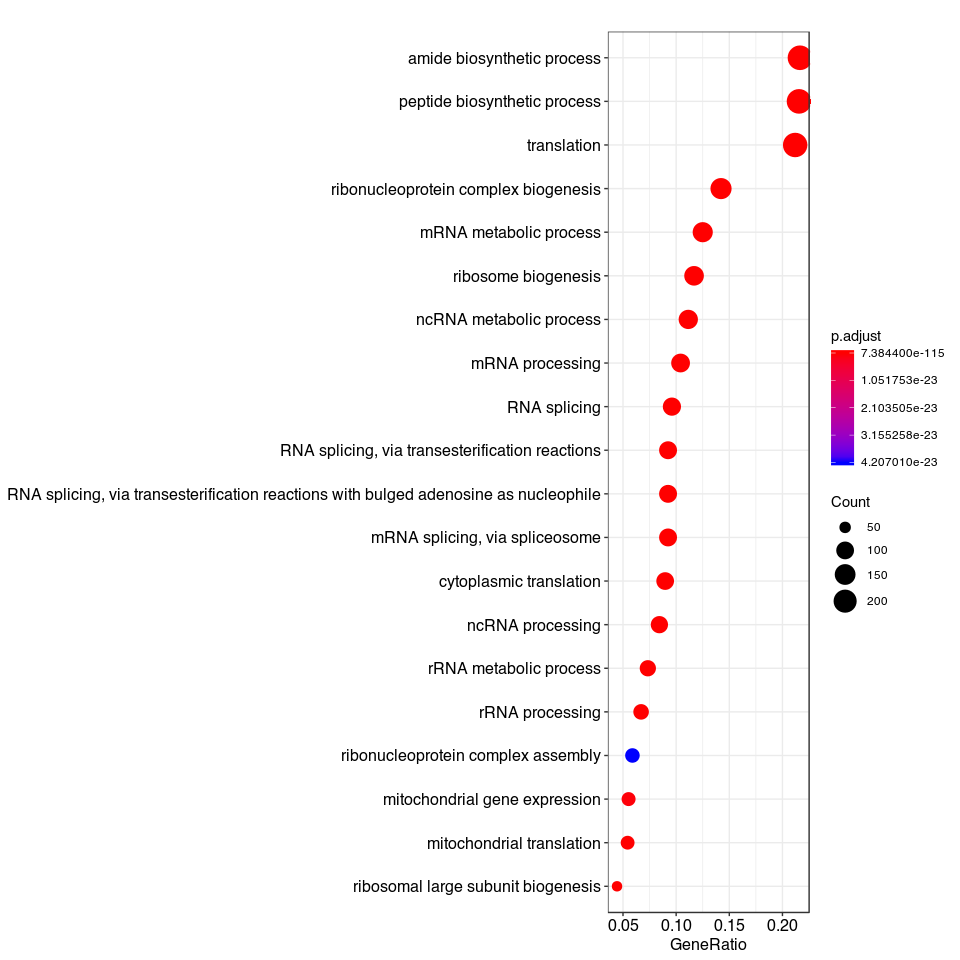 amide biosynthetic process
peptide biosynthetic process
translation
ribonucleoprotein complex biogenesis
mRNA metabolic process
ribosome biogenesis
ncRNA metabolic process
mRNA processing
RNA splicing
RNA splicing, via transesterification reactions
RNA splicing, via transesterification reactions with bulged adenosine as nucleophile
mRNA splicing, via spliceosome
cytoplasmic translation
ncRNA processing
rRNA metabolic process
rRNA processing
ribonucleoprotein complex assembly
mitochondrial gene expression
mitochondrial translation
ribosomal large subunit biogenesis
0.05 0.10 0.15 0.20
GeneRatio
p.adjust
7.384400e-115
1.051753e-23
2.103505e-23
3.155258e-23
4.207010e-23
Count
50
100
150
200